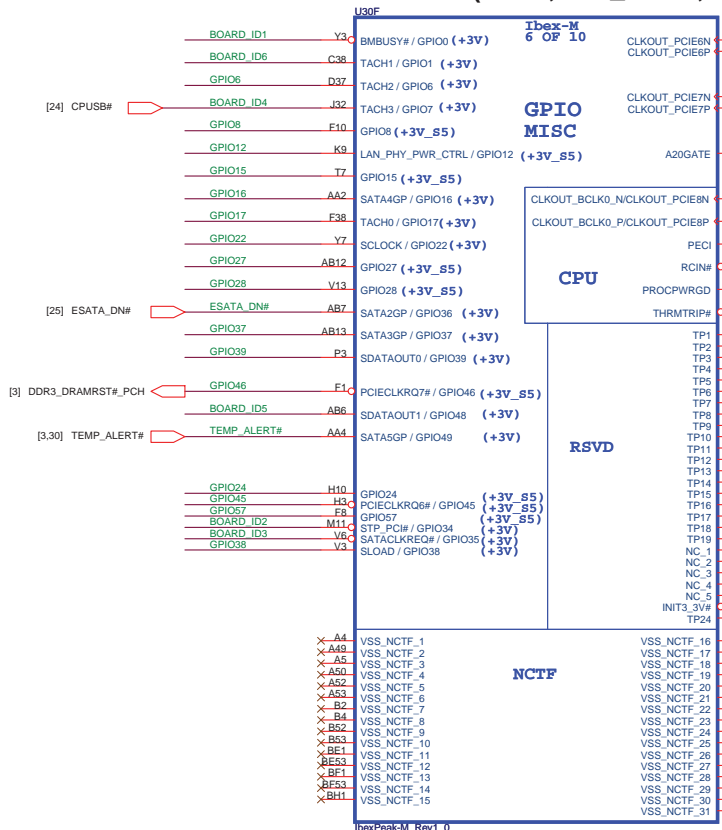 U30F
Ibex-M
6 OF 10
BOARD_ID1 Y3 BMBUSY# / GPIO0 (+3V) CLKOUT_PCIE6N
CLKOUT_PCIE6P
BOARD_ID6 C38 TACH1 / GPIO1 (+3V)
GPIO6 D37 TACH2 / GPIO6 (+3V)
CLKOUT_PCIE7N
[24] CPUSB# BOARD_ID4 J32 TACH3 / GPIO7 (+3V) GPIO CLKOUT_PCIE7P
GPIO8 F10 GPIO8 (+3V_S5) MISC
GPIO12 K9 LAN_PHY_PWR_CTRL / GPIO12 (+3V_S5) A20GATE
GPIO15 T7 GPIO15 (+3V_S5)
GPIO16 AA2 SATA4GP / GPIO16 (+3V) CLKOUT_BCLK0_N/CLKOUT_PCIE8N
GPIO17 F38 TACH0 / GPIO17 (+3V) CLKOUT_BCLK0_P/CLKOUT_PCIE8P
GPIO22 Y7 SCLOCK / GPIO22 (+3V) PECI
GPIO27 AB12 GPIO27 (+3V_S5) CPU RCIN#
GPIO28 V13 GPIO28 (+3V_S5) PROCPWRGD
[25] ESATA_DN# ESATA_DN# AB7 SATA2GP / GPIO36 (+3V) THRMTRIP#
GPIO37 AB13 SATA3GP / GPIO37 (+3V) TP1
TP2
GPIO39 P3 SDATAOUT0 / GPIO39 (+3V) TP3
TP4
TP5
[3] DDR3_DRAMRST#_PCH GPIO46 F1 PCIECLKRQ7# / GPIO46 (+3V_S5) TP6
TP7
BOARD_ID5 AB6 SDATAOUT1 / GPIO48 (+3V) TP8
TP9
[3,30] TEMP_ALERT# TEMP_ALERT# AA4 SATA5GP / GPIO49 (+3V) TP10
RSVD TP11
TP12
TP13
TP14
GPIO24 H10 GPIO24 (+3V_S5) TP15
GPIO45 H3 PCIECLKRQ6# / GPIO45 (+3V_S5) TP16
GPIO57 F8 GPIO57 (+3V_S5) TP17
BOARD_ID2 M11 STP_PCI# / GPIO34 (+3V) TP18
BOARD_ID3 V6 SATACLKREQ# / GPIO35 (+3V) TP19
GPIO38 V3 SLOAD / GPIO38 (+3V) NC_1
NC_2
NC_3
NC_4
NC_5
INIT3_3V#
TP24
A4 VSS_NCTF_1 VSS_NCTF_16
A49 VSS_NCTF_2 VSS_NCTF_17
A5 VSS_NCTF_3 VSS_NCTF_18
A50 VSS_NCTF_4 NCTF VSS_NCTF_19
A52 VSS_NCTF_5 VSS_NCTF_20
A53 VSS_NCTF_6 VSS_NCTF_21
B2 VSS_NCTF_7 VSS_NCTF_22
B4 VSS_NCTF_8 VSS_NCTF_23
B52 VSS_NCTF_9 VSS_NCTF_24
B53 VSS_NCTF_10 VSS_NCTF_25
BE1 VSS_NCTF_11 VSS_NCTF_26
BE53 VSS_NCTF_12 VSS_NCTF_27
BF1 VSS_NCTF_13 VSS_NCTF_28
BF53 VSS_NCTF_14 VSS_NCTF_29
BH1 VSS_NCTF_15 VSS_NCTF_30
VSS_NCTF_31
IbexPeak-M_Rev1_0